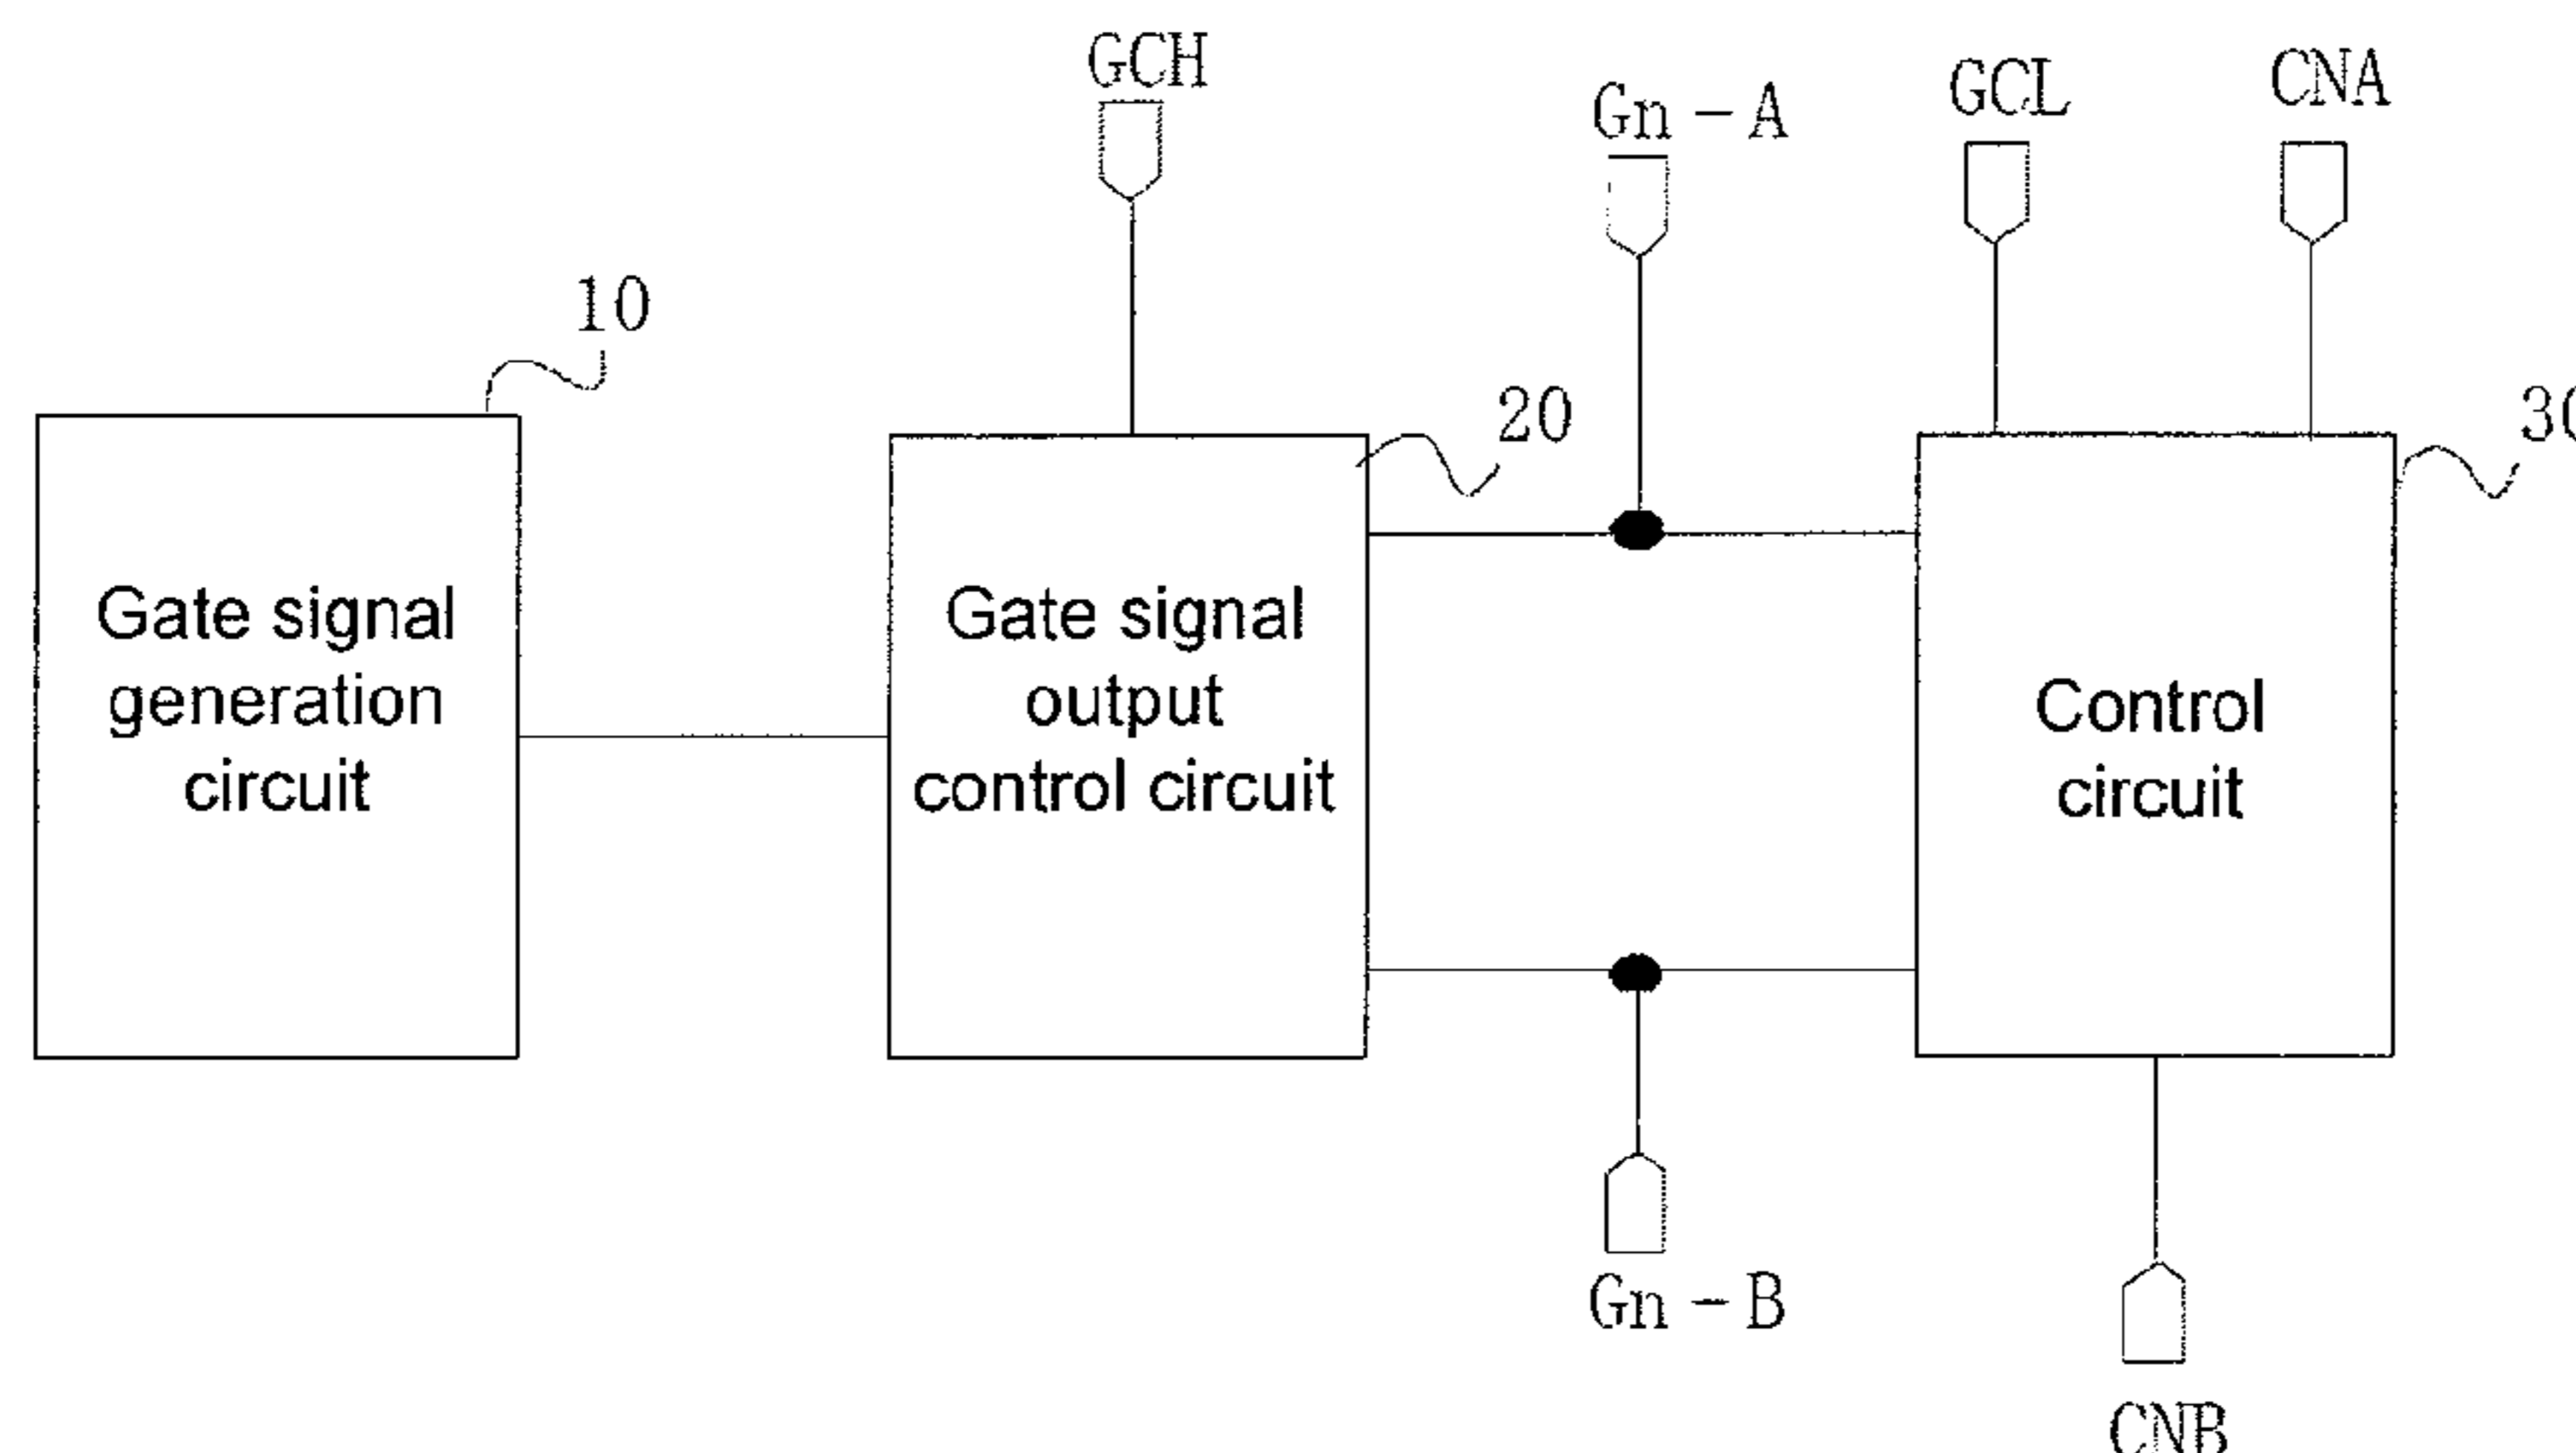 GCH
Gn-A
GCL
CNA
10
20
Gate signal
generation
circuit
Gate signal
output
control circuit
Control
circuit
Gn-B
CNB